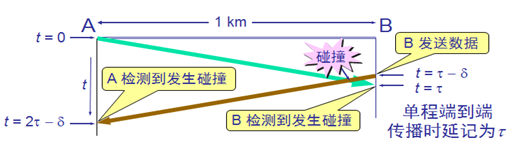 A
1 km
B
t = 0
碰撞
B 发送数据
t = τ − δ
t = τ
A 检测到发生碰撞
t
B 检测到发生碰撞
t = 2τ − δ
单程端到端
传播时延记为 τ